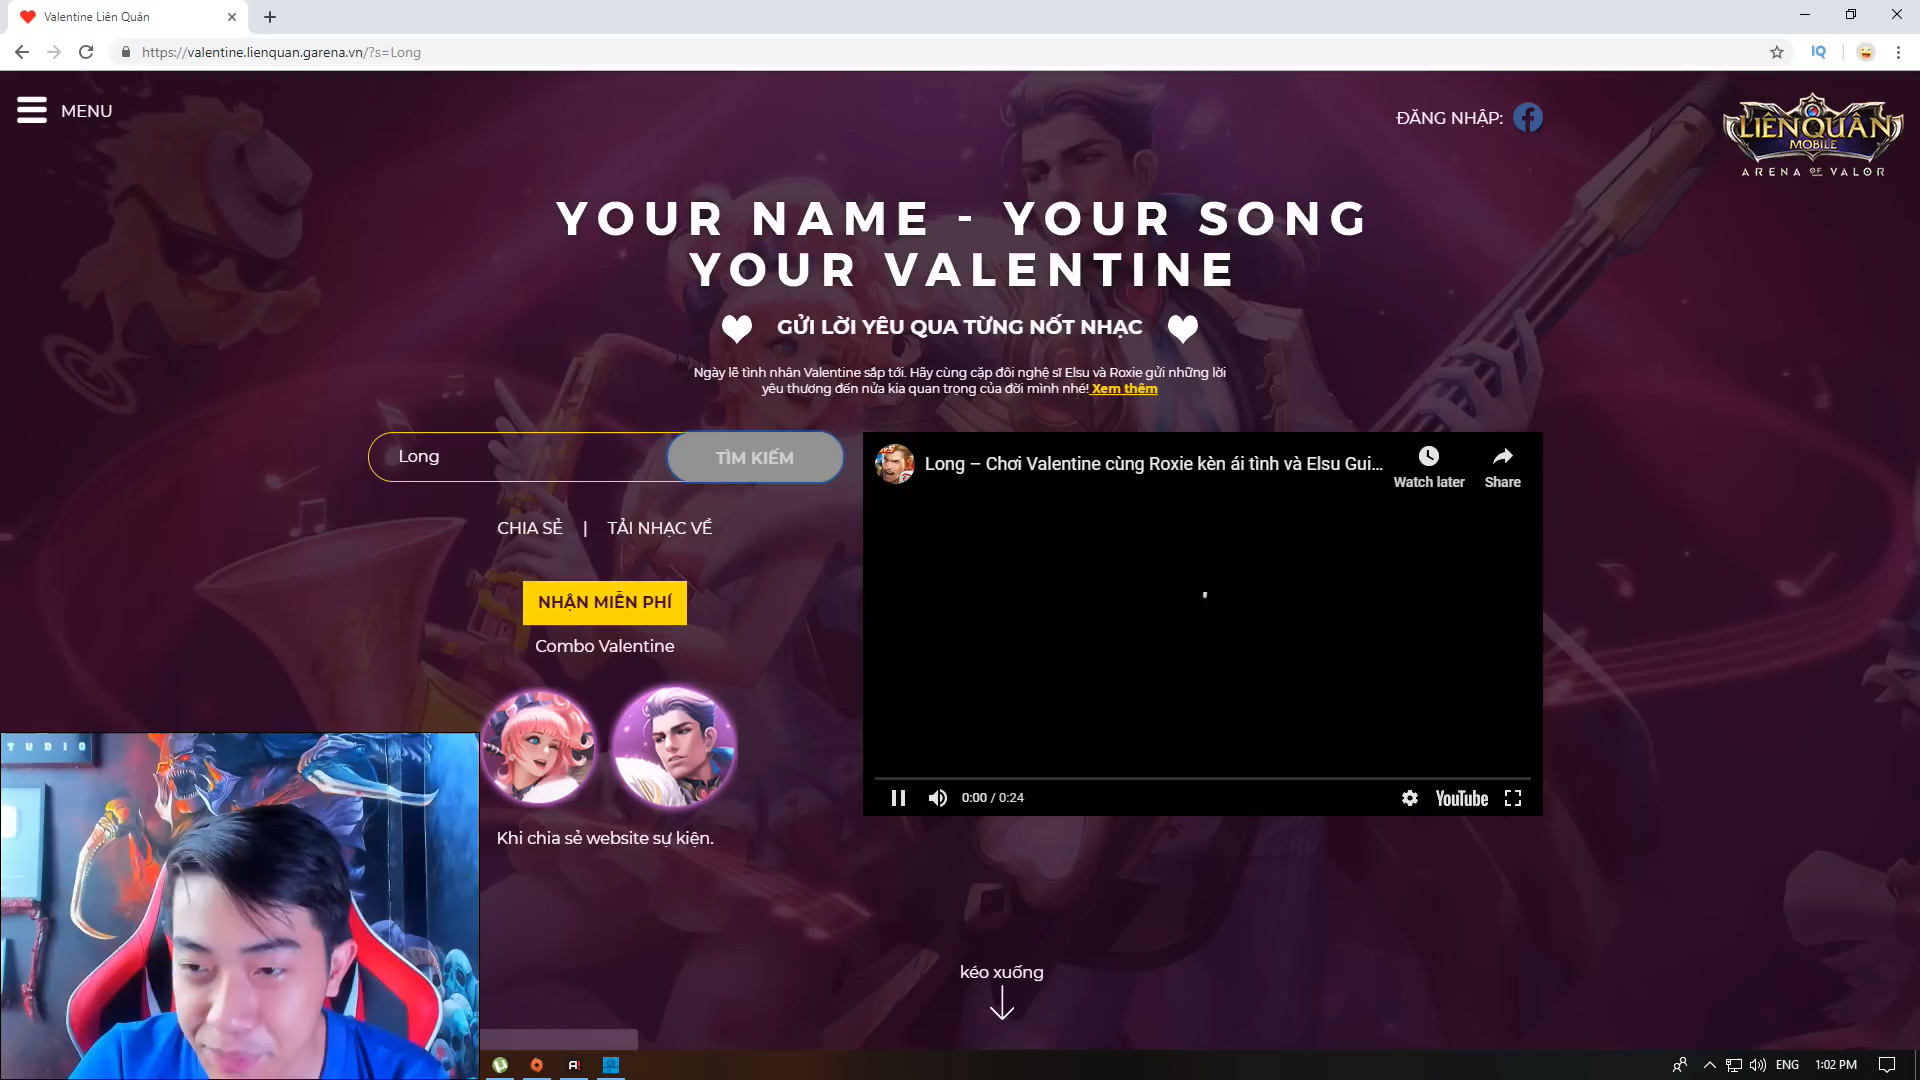 Valentine Liên Quân
https://valentine.lienquan.garena.vn/?s=Long
IQ
MENU
ĐĂNG NHẬP:
LIÊN QUÂN
MOBILE
ARENA OF VALOR
YOUR NAME - YOUR SONG
YOUR VALENTINE
GỬI LỜI YÊU QUA TỪNG NỐT NHẠC
Ngày lễ tình nhân Valentine sắp tới. Hãy cùng cặp đôi nghệ sĩ Elsu và Roxie gửi những lời
yêu thương đến nửa kia quan trọng của đời mình nhé! Xem thêm
Long
TÌM KIẾM
Long – Chơi Valentine cùng Roxie kèn ái tình và Elsu Gui...
Watch later
Share
CHIA SẺ | TẢI NHẠC VỀ
NHẬN MIỄN PHÍ
Combo Valentine
0:00 / 0:24
YouTube
Khi chia sẻ website sự kiện.
TUDIO
kéo xuống
ENG
1:02 PM